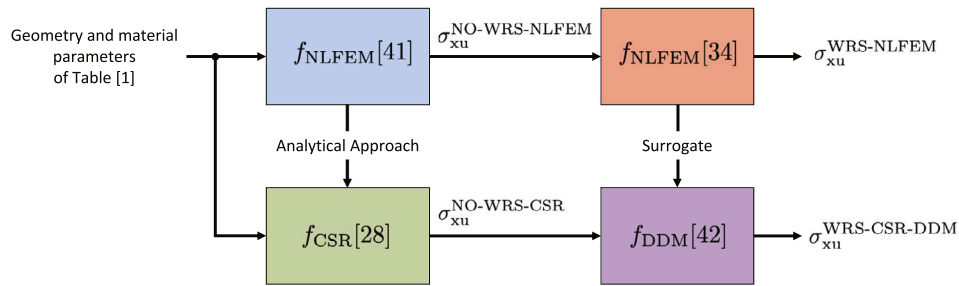 Geometry and material
parameters
of Table [1]
f_NLFEM[41]
σ_xu^NO-WRS-NLFEM
f_NLFEM[34]
σ_xu^WRS-NLFEM
Analytical Approach
Surrogate
f_CSR[28]
σ_xu^NO-WRS-CSR
f_DDM[42]
σ_xu^WRS-CSR-DDM